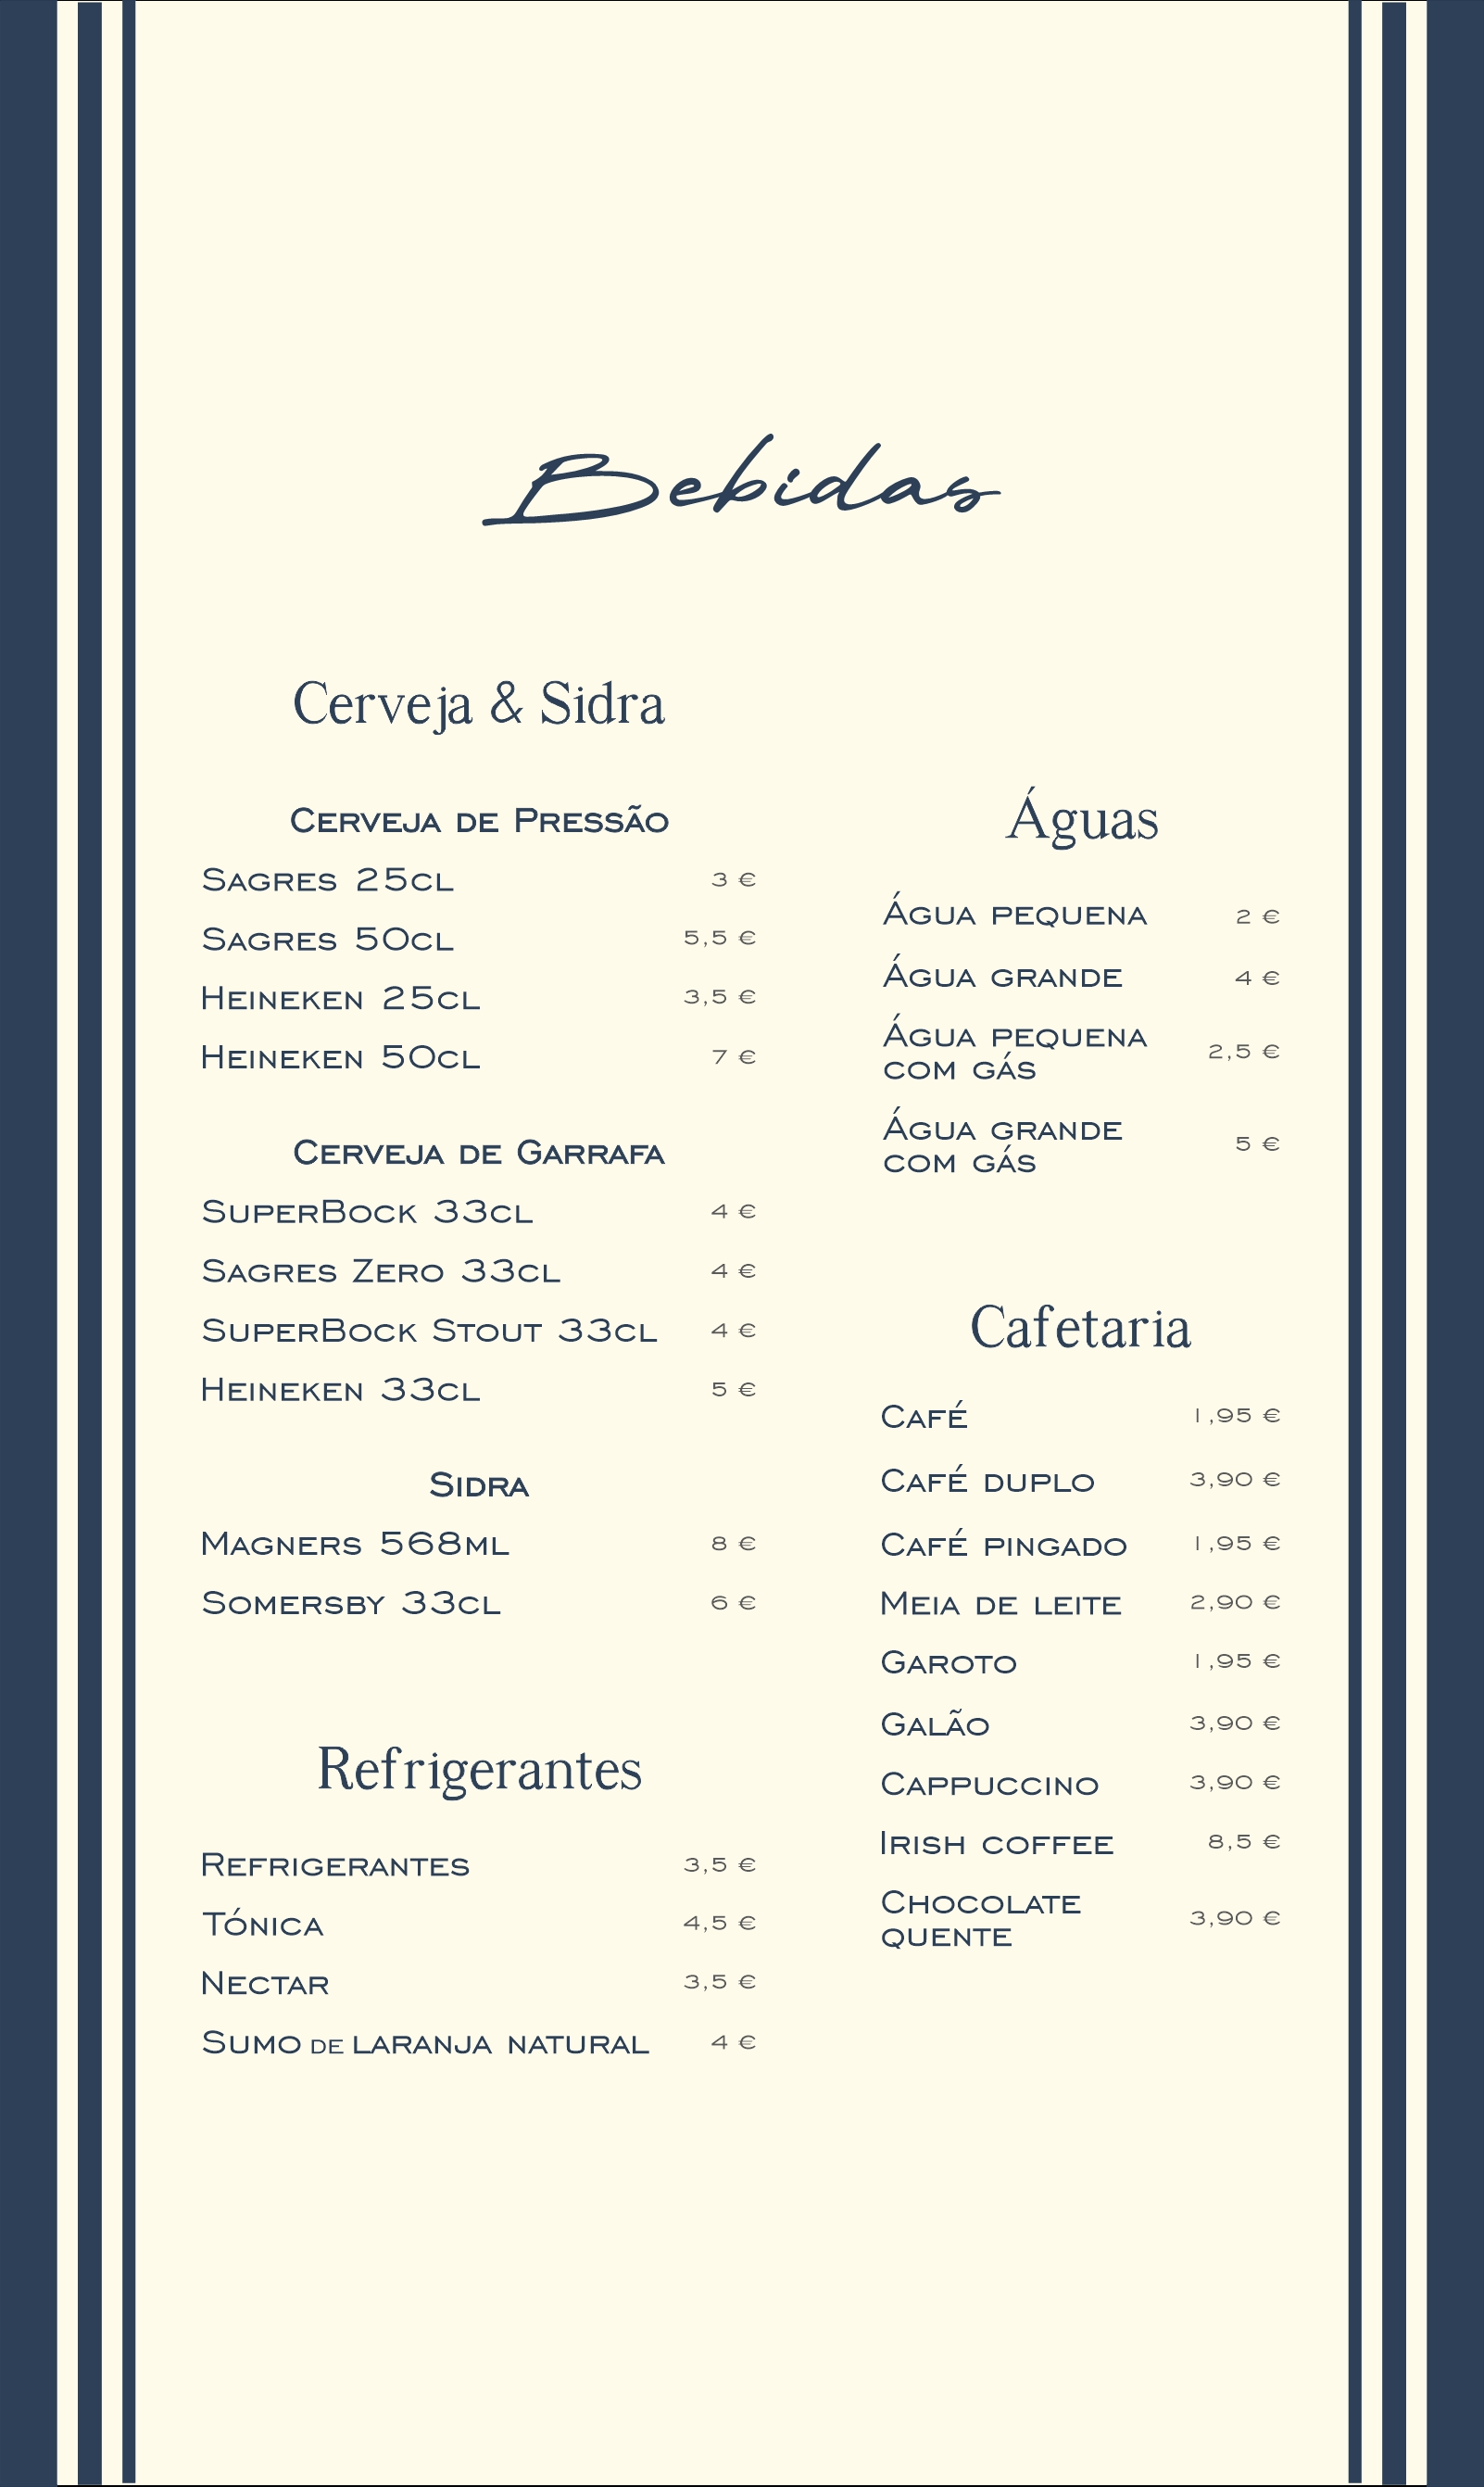 Bebidas
Cerveja & Sidra
Cerveja de Pressão
Sagres 25cl 3 €
Sagres 50cl 5,5 €
Heineken 25cl 3,5 €
Heineken 50cl 7 €
Cerveja de Garrafa
SuperBock 33cl 4 €
Sagres Zero 33cl 4 €
SuperBock Stout 33cl 4 €
Heineken 33cl 5 €
Sidra
Magners 568ml 8 €
Somersby 33cl 6 €
Refrigerantes
Refrigerantes 3,5 €
Tónica 4,5 €
Nectar 3,5 €
Sumo de laranja natural 4 €
Águas
Água pequena 2 €
Água grande 4 €
Água pequena
com gás 2,5 €
Água grande
com gás 5 €
Cafetaria
Café 1,95 €
Café duplo 3,90 €
Café pingado 1,95 €
Meia de leite 2,90 €
Garoto 1,95 €
Galão 3,90 €
Cappuccino 3,90 €
Irish coffee 8,5 €
Chocolate
quente 3,90 €